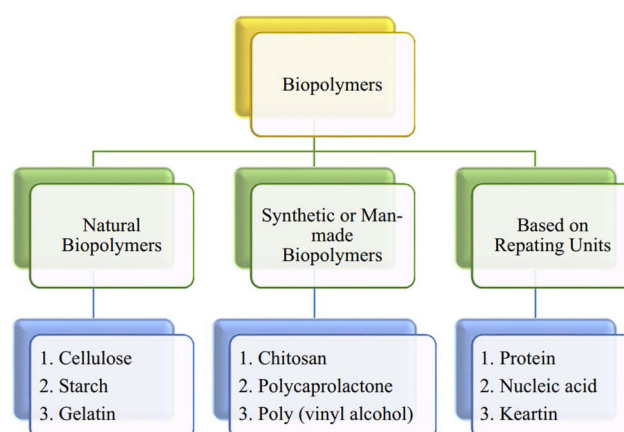 Biopolymers
Natural
Biopolymers
Synthetic or Man-
made
Biopolymers
Based on
Repating Units
1. Cellulose
2. Starch
3. Gelatin
1. Chitosan
2. Polycaprolactone
3. Poly (vinyl alcohol)
1. Protein
2. Nucleic acid
3. Keartin